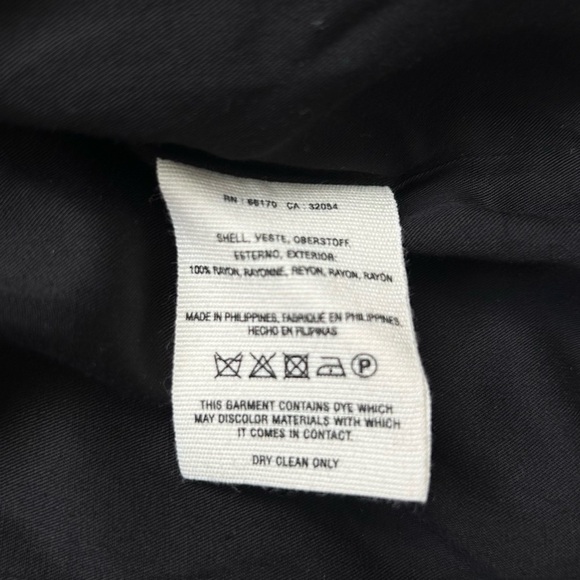 RN : 66170 CA : 32054
SHELL, VESTE, OBERSTOFF,
ESTERNO, EXTERIOR:
100% RAYON, RAYONNE, REYON, RAYON, RAYÓN
MADE IN PHILIPPINES, FABRIQUÉ EN PHILIPPINES,
HECHO EN FILIPINAS
P
THIS GARMENT CONTAINS DYE WHICH
MAY DISCOLOR MATERIALS WITH WHICH
IT COMES IN CONTACT.
DRY CLEAN ONLY